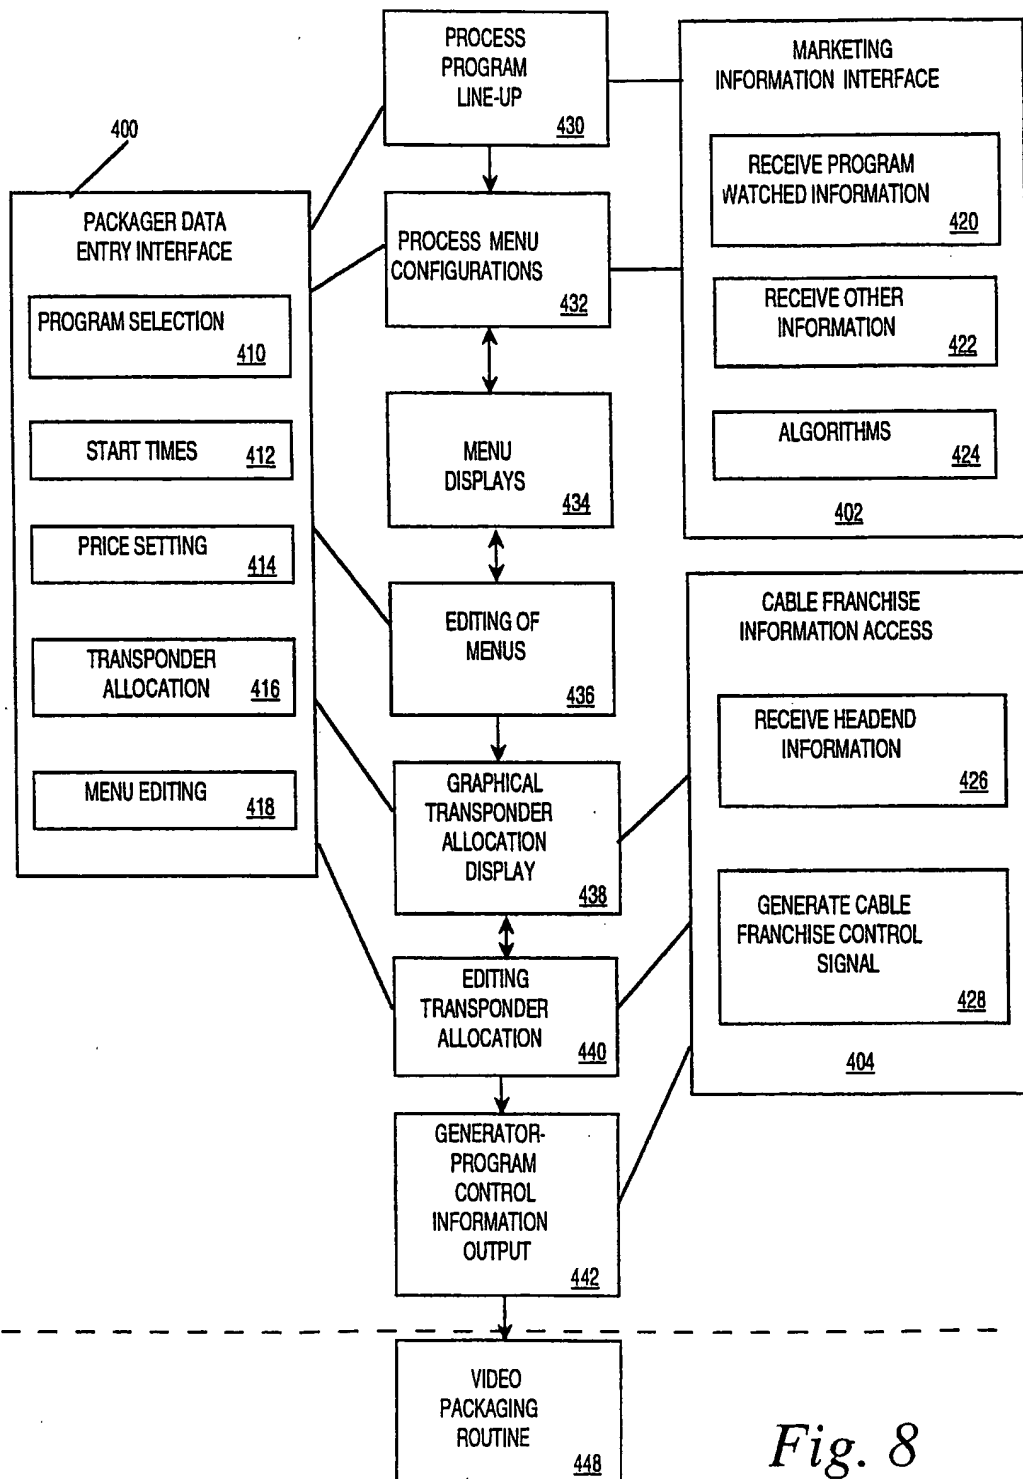 PROCESS
PROGRAM
LINE-UP
430
MARKETING
INFORMATION INTERFACE
RECEIVE PROGRAM
WATCHED INFORMATION
420
RECEIVE OTHER
INFORMATION
422
ALGORITHMS
424
402
400
PACKAGER DATA
ENTRY INTERFACE
PROGRAM SELECTION
410
START TIMES
412
PRICE SETTING
414
TRANSPONDER
ALLOCATION
416
MENU EDITING
418
PROCESS MENU
CONFIGURATIONS
432
MENU
DISPLAYS
434
EDITING OF
MENUS
436
GRAPHICAL
TRANSPONDER
ALLOCATION
DISPLAY
438
EDITING
TRANSPONDER
ALLOCATION
440
CABLE FRANCHISE
INFORMATION ACCESS
RECEIVE HEADEND
INFORMATION
426
GENERATE CABLE
FRANCHISE CONTROL
SIGNAL
428
404
GENERATOR-
PROGRAM
CONTROL
INFORMATION
OUTPUT
442
VIDEO
PACKAGING
ROUTINE
448
Fig. 8